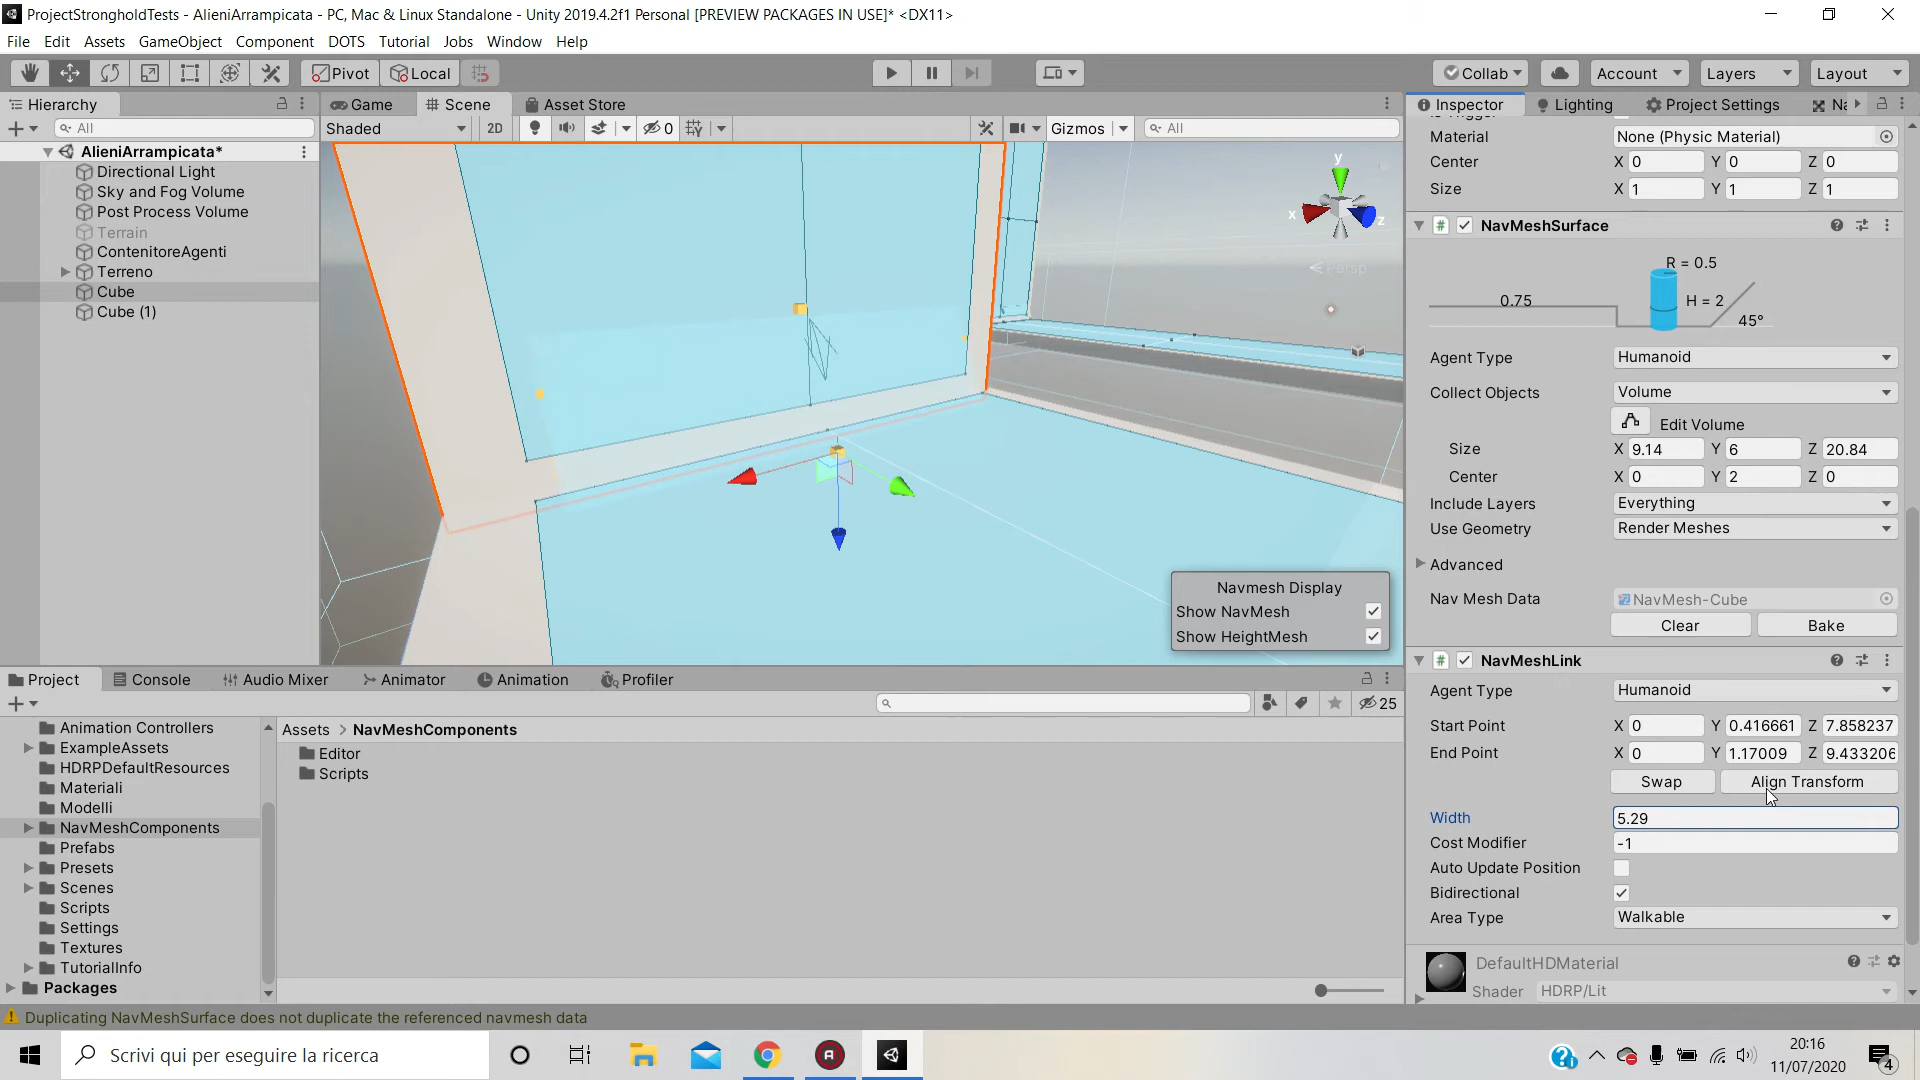 ProjectStrongholdTests - AlieniArrampicata - PC, Mac & Linux Standalone - Unity 2019.4.2f1 Personal [PREVIEW PACKAGES IN USE]* <DX11>
File Edit Assets GameObject Component DOTS Tutorial Jobs Window Help
Pivot Local Collab Account Layers Layout
Hierarchy
All
AlieniArrampicata*
Directional Light
Sky and Fog Volume
Post Process Volume
Terrain
ContenitoreAgenti
Terreno
Cube
Cube (1)
Game Scene Asset Store
Shaded 2D 0 Gizmos All
y
x
z
Persp
Navmesh Display
Show NavMesh
Show HeightMesh
Inspector Lighting Project Settings Na
Material None (Physic Material)
Center X 0 Y 0 Z 0
Size X 1 Y 1 Z 1
NavMeshSurface
R = 0.5
0.75 H = 2
45°
Agent Type Humanoid
Collect Objects Volume
Edit Volume
Size X 9.14 Y 6 Z 20.84
Center X 0 Y 2 Z 0
Include Layers Everything
Use Geometry Render Meshes
Advanced
Nav Mesh Data NavMesh-Cube
Clear Bake
NavMeshLink
Agent Type Humanoid
Start Point X 0 Y 0.416661 Z 7.858237
End Point X 0 Y 1.17009 Z 9.433206
Swap Align Transform
Width 5.29
Cost Modifier -1
Auto Update Position
Bidirectional
Area Type Walkable
DefaultHDMaterial
Shader HDRP/Lit
Project Console Audio Mixer Animator Animation Profiler
25
Animation Controllers
ExampleAssets
HDRPDefaultResources
Materiali
Modelli
NavMeshComponents
Prefabs
Presets
Scenes
Scripts
Settings
Textures
TutorialInfo
Packages
Assets > NavMeshComponents
Editor
Scripts
Duplicating NavMeshSurface does not duplicate the referenced navmesh data
Scrivi qui per eseguire la ricerca
20:16
11/07/2020
4